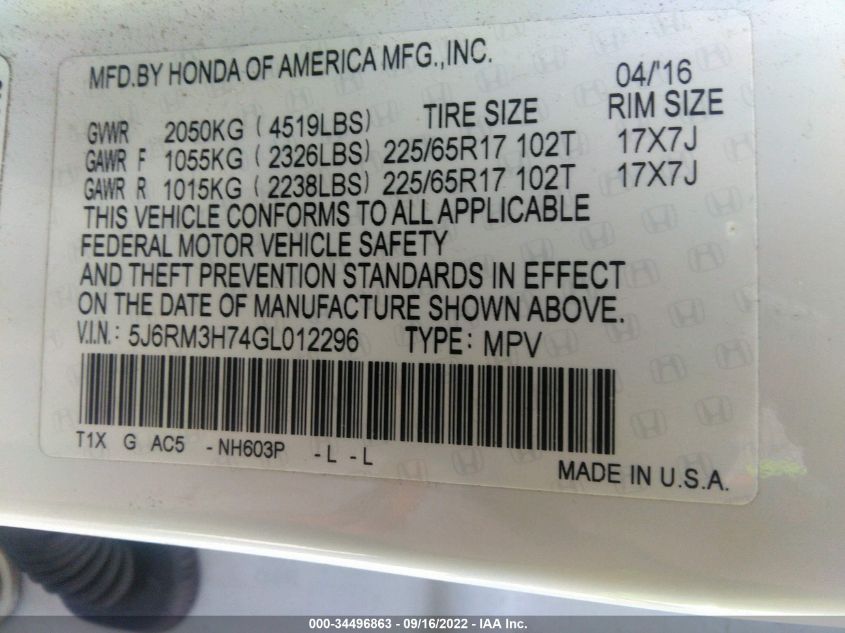 MFD.BY HONDA OF AMERICA MFG.,INC. 04/'16
GVWR 2050KG (4519LBS) TIRE SIZE RIM SIZE
GAWR F 1055KG (2326LBS) 225/65R17 102T 17X7J
GAWR R 1015KG (2238LBS) 225/65R17 102T 17X7J
THIS VEHICLE CONFORMS TO ALL APPLICABLE
FEDERAL MOTOR VEHICLE SAFETY
AND THEFT PREVENTION STANDARDS IN EFFECT
ON THE DATE OF MANUFACTURE SHOWN ABOVE.
V.I.N.: 5J6RM3H74GL012296 TYPE: MPV
T1X G AC5 -NH603P -L -L
MADE IN U.S.A.
000-34496863 - 09/16/2022 - IAA Inc.